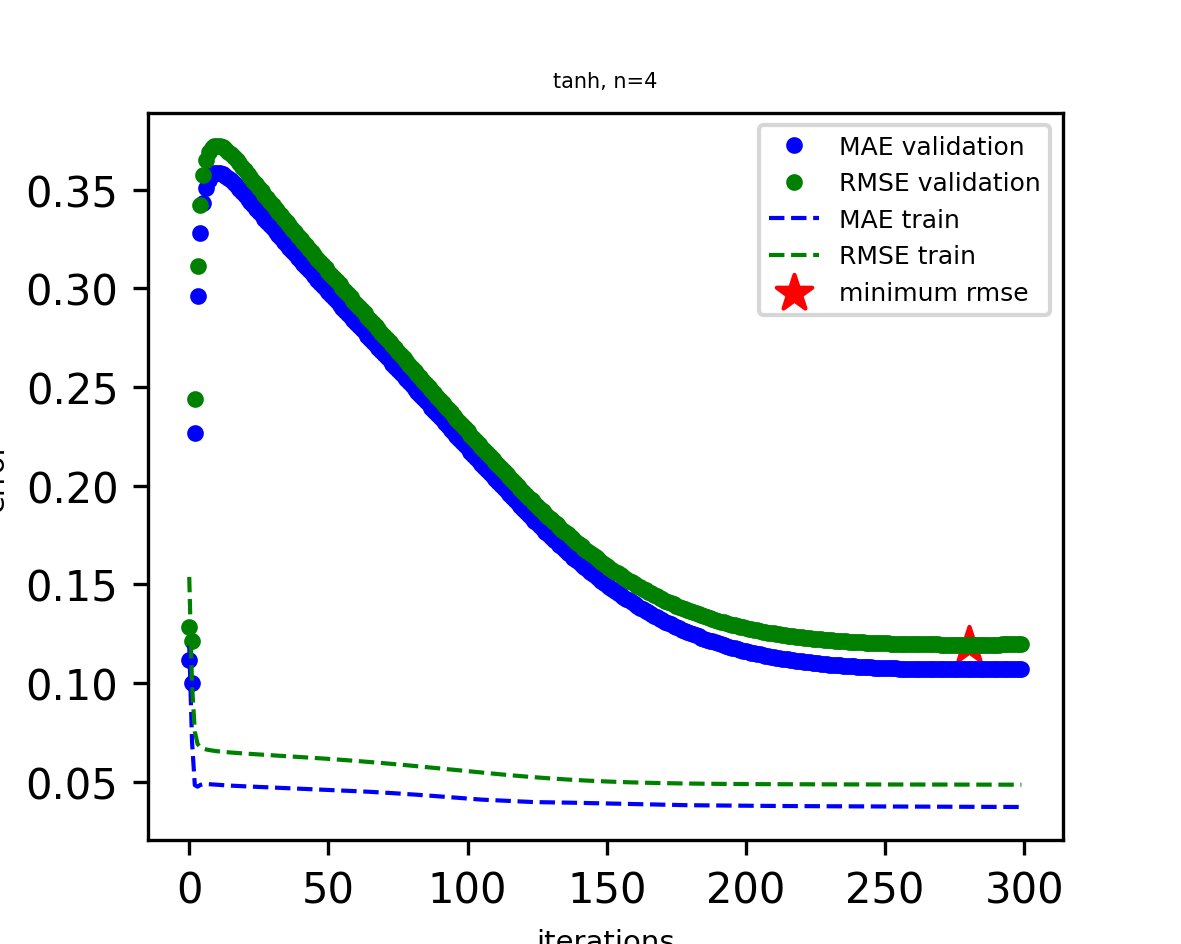 tanh, n=4
MAE validation
RMSE validation
MAE train
RMSE train
minimum rmse
0.35
0.30
0.25
0.20
0.15
0.10
0.05
0 50 100 150 200 250 300
iterations